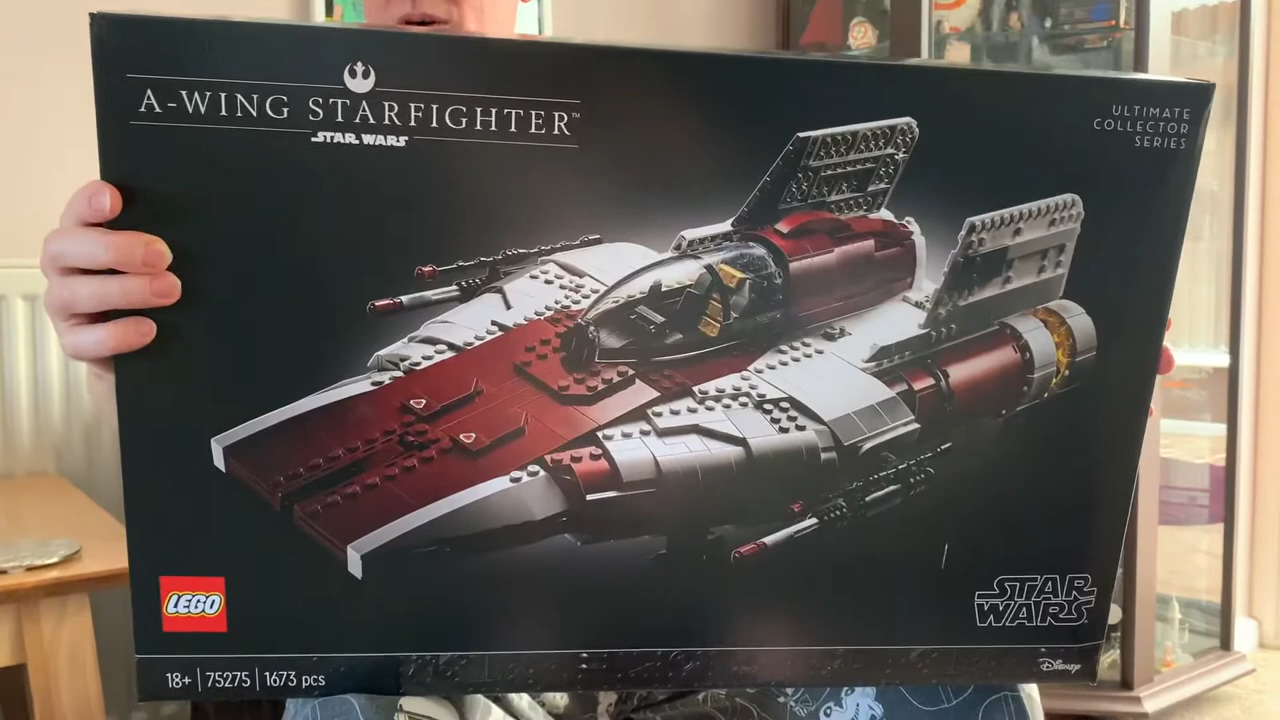 A-WING STARFIGHTER™
STAR WARS
ULTIMATE
COLLECTOR
SERIES
LEGO
STAR
WARS
18+ | 75275 | 1673 pcs
Disney